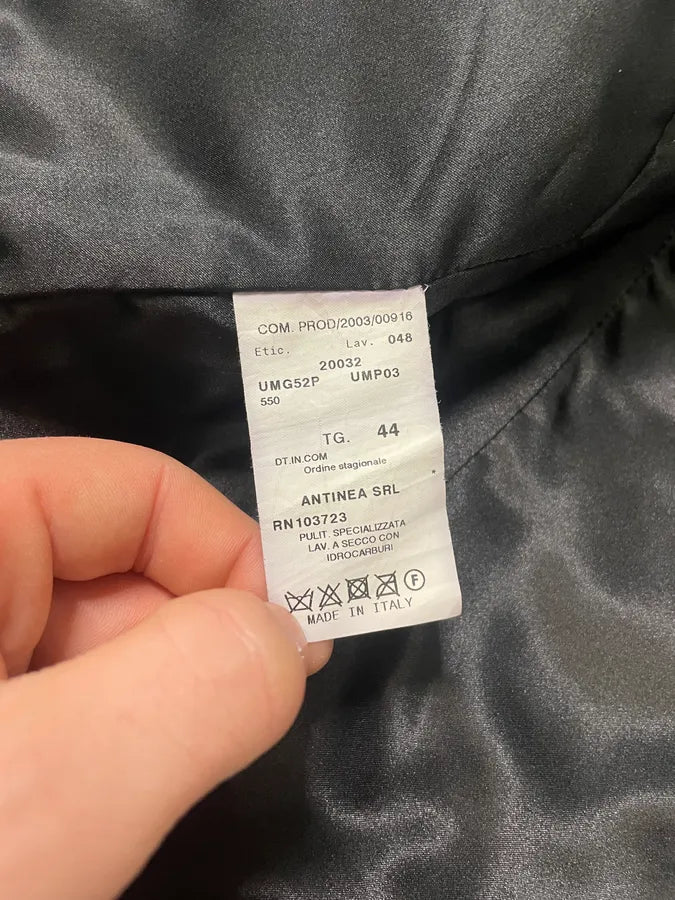 COM. PROD/2003/00916
Etic. Lav. 048
20032
UMG52P UMP03
550
TG. 44
DT.IN.COM
Ordine stagionale
*
ANTINEA SRL
RN103723
PULIT. SPECIALIZZATA
LAV. A SECCO CON
IDROCARBURI
F
MADE IN ITALY